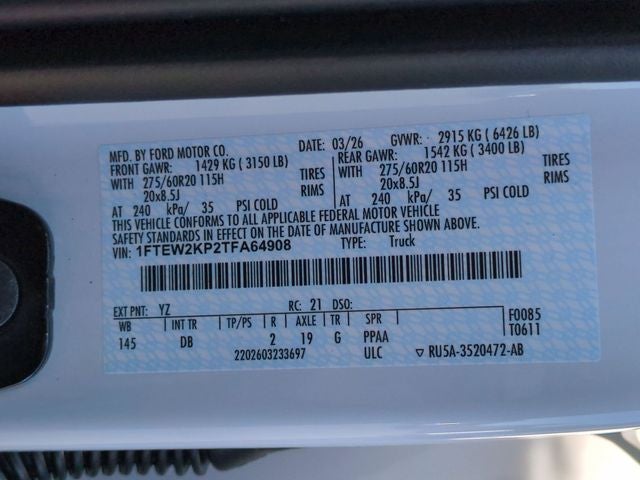 MFD. BY FORD MOTOR CO. DATE: 03/26 GVWR: 2915 KG ( 6426 LB)
FRONT GAWR: 1429 KG ( 3150 LB) REAR GAWR: 1542 KG ( 3400 LB)
WITH 275/60R20 115H TIRES WITH 275/60R20 115H TIRES
20x8.5J RIMS 20x8.5J RIMS
AT 240 kPa/ 35 PSI COLD AT 240 kPa/ 35 PSI COLD
THIS VEHICLE CONFORMS TO ALL APPLICABLE FEDERAL MOTOR VEHICLE
SAFETY STANDARDS IN EFFECT ON THE DATE OF MANUFACTURE SHOWN ABOVE.
VIN: 1FTEW2KP2TFA64908 TYPE: Truck
EXT PNT: YZ RC: 21 DSO:
WB INT TR TP/PS R AXLE TR SPR F0085
145 DB 2 19 G PPAA T0611
2202603233697 ULC ▽ RU5A-3520472-AB